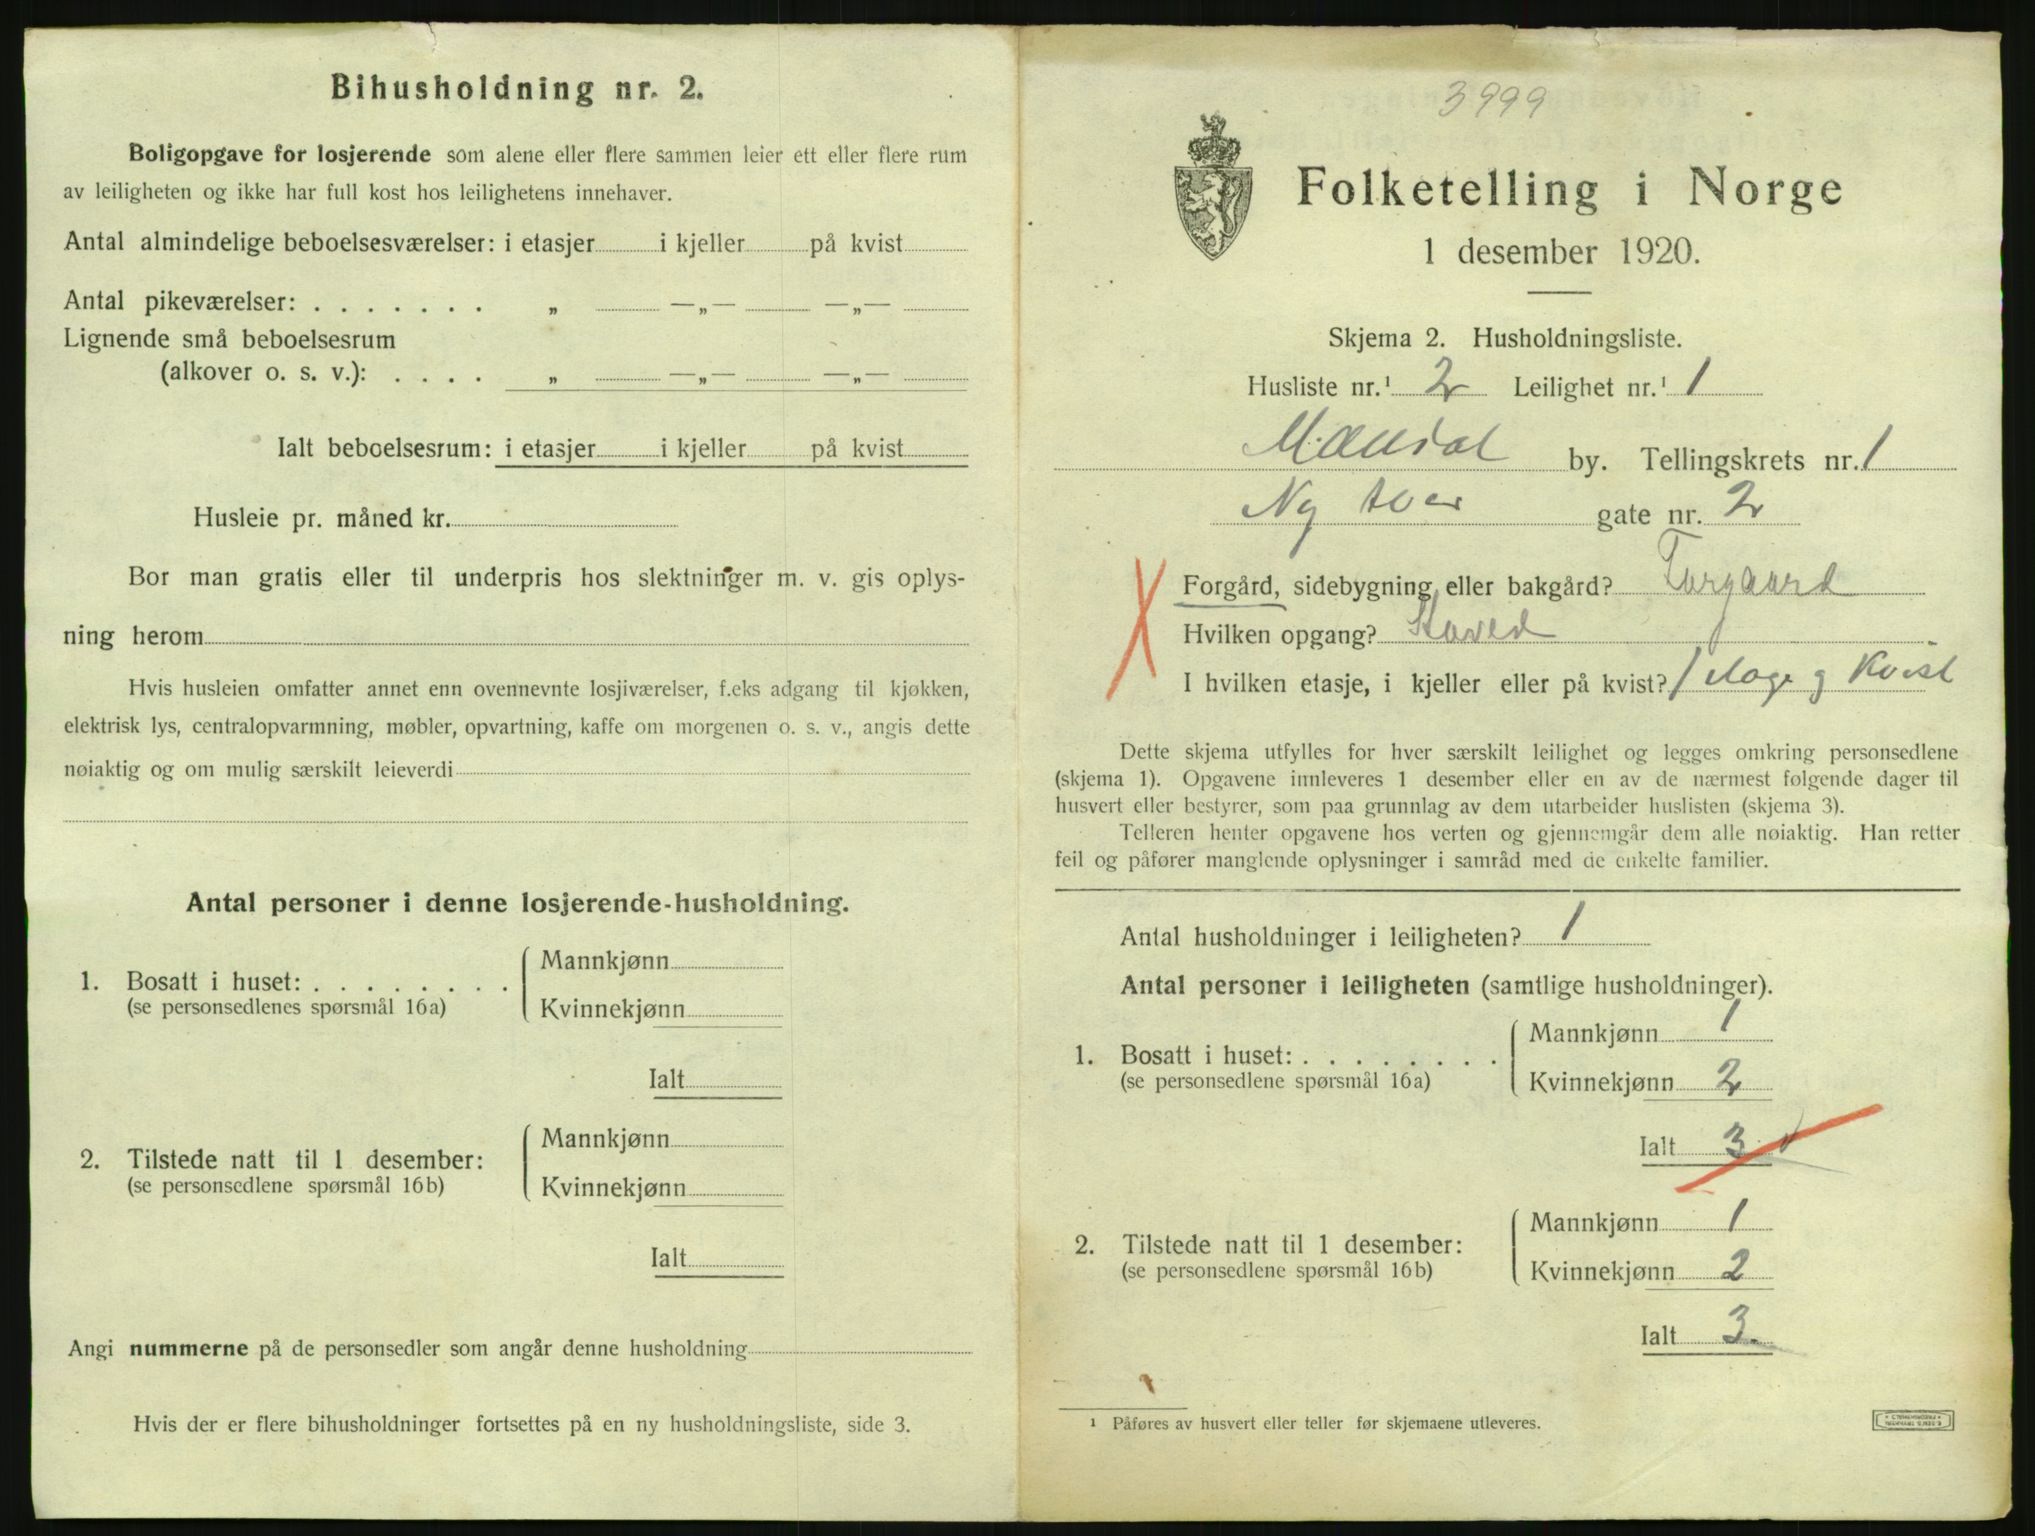 Bihusholdning nr. 2.
Boligopgave for losjerende som alene eller flere sammen leier ett eller flere rum
av leiligheten og ikke har full kost hos leilighetens innehaver.
Antal almindelige beboelsesværelser: i etasjer i kjeller på kvist
Antal pikeværelser: . . . . . . . „ —„— —„—
Lignende små beboelsesrum
(alkover o. s. v.): . . . . „ —„— —„—
Ialt beboelsesrum: i etasjer i kjeller på kvist
Husleie pr. måned kr.
Bor man gratis eller til underpris hos slektninger m. v. gis oplys-
ning herom
Hvis husleien omfatter annet enn ovennevnte losjiværelser, f.eks adgang til kjøkken,
elektrisk lys, centralopvarmning, møbler, opvartning, kaffe om morgenen o. s. v., angis dette
nøiaktig og om mulig særskilt leieverdi
Antal personer i denne losjerende-husholdning.
Mannkjønn
1. Bosatt i huset: . . . . . . . .
(se personsedlenes spørsmål 16a)
Kvinnekjønn
Ialt
Mannkjønn
2. Tilstede natt til 1 desember:
(se personsedlene spørsmål 16b)
Kvinnekjønn
Ialt
Angi nummerne på de personsedler som angår denne husholdning
Hvis der er flere bihusholdninger fortsettes på en ny husholdningsliste, side 3.
3999
Folketelling i Norge
1 desember 1920.
Skjema 2. Husholdningsliste.
Husliste nr.¹ 2 Leilighet nr.¹ 1
Mandal by. Tellingskrets nr. 1
Ny tver gate nr. 2
Forgård, sidebygning eller bakgård? Forgaard
Hvilken opgang? Hoved
I hvilken etasje, i kjeller eller på kvist? 1 etage og Kvist
Dette skjema utfylles for hver særskilt leilighet og legges omkring personsedlene
(skjema 1). Opgavene innleveres 1 desember eller en av de nærmest følgende dager til
husvert eller bestyrer, som paa grunnlag av dem utarbeider huslisten (skjema 3).
Telleren henter opgavene hos verten og gjennemgår dem alle nøiaktig. Han retter
feil og påfører manglende oplysninger i samråd med de enkelte familier.
Antal husholdninger i leiligheten? 1
Antal personer i leiligheten (samtlige husholdninger).
Mannkjønn 1
1. Bosatt i huset: . . . . . . . .
(se personsedlene spørsmål 16a)
Kvinnekjønn 2
Ialt 3
Mannkjønn 1
2. Tilstede natt til 1 desember:
(se personsedlene spørsmål 16b)
Kvinnekjønn 2
Ialt 3
¹ Påføres av husvert eller teller før skjemaene utleveres.